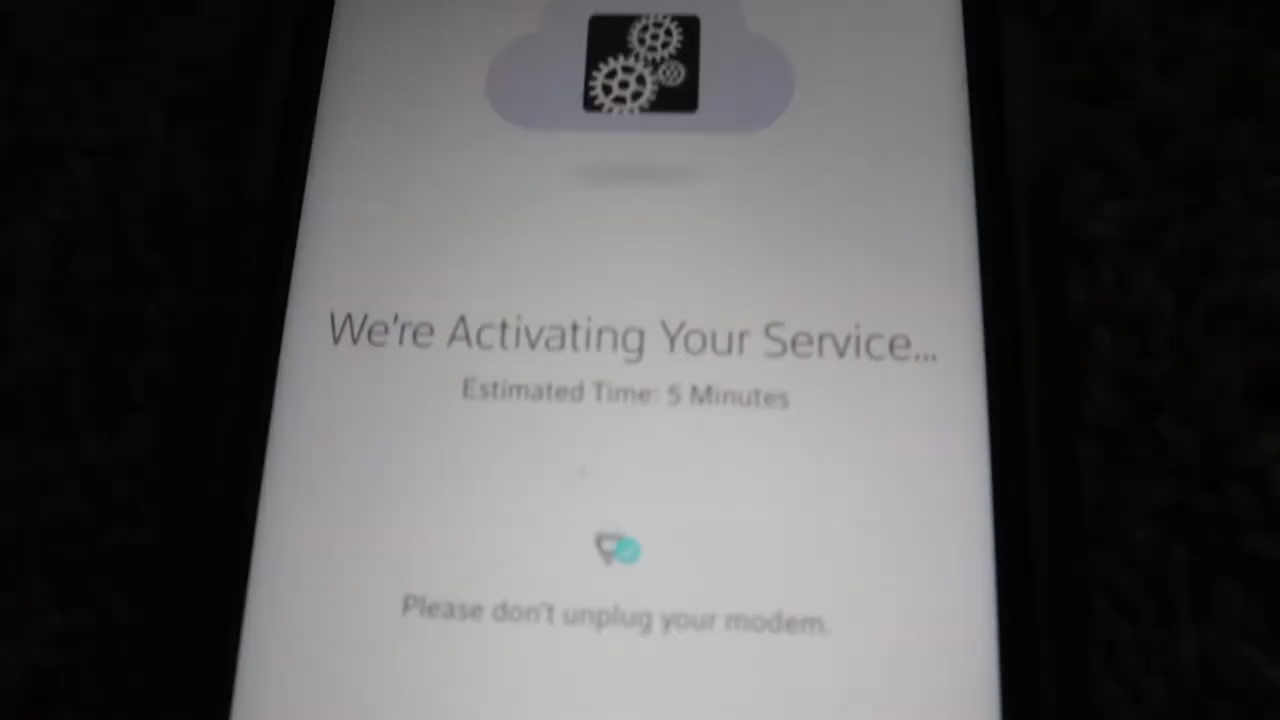 We're Activating Your Service...
Estimated Time: 5 Minutes
Please don't unplug your modem.